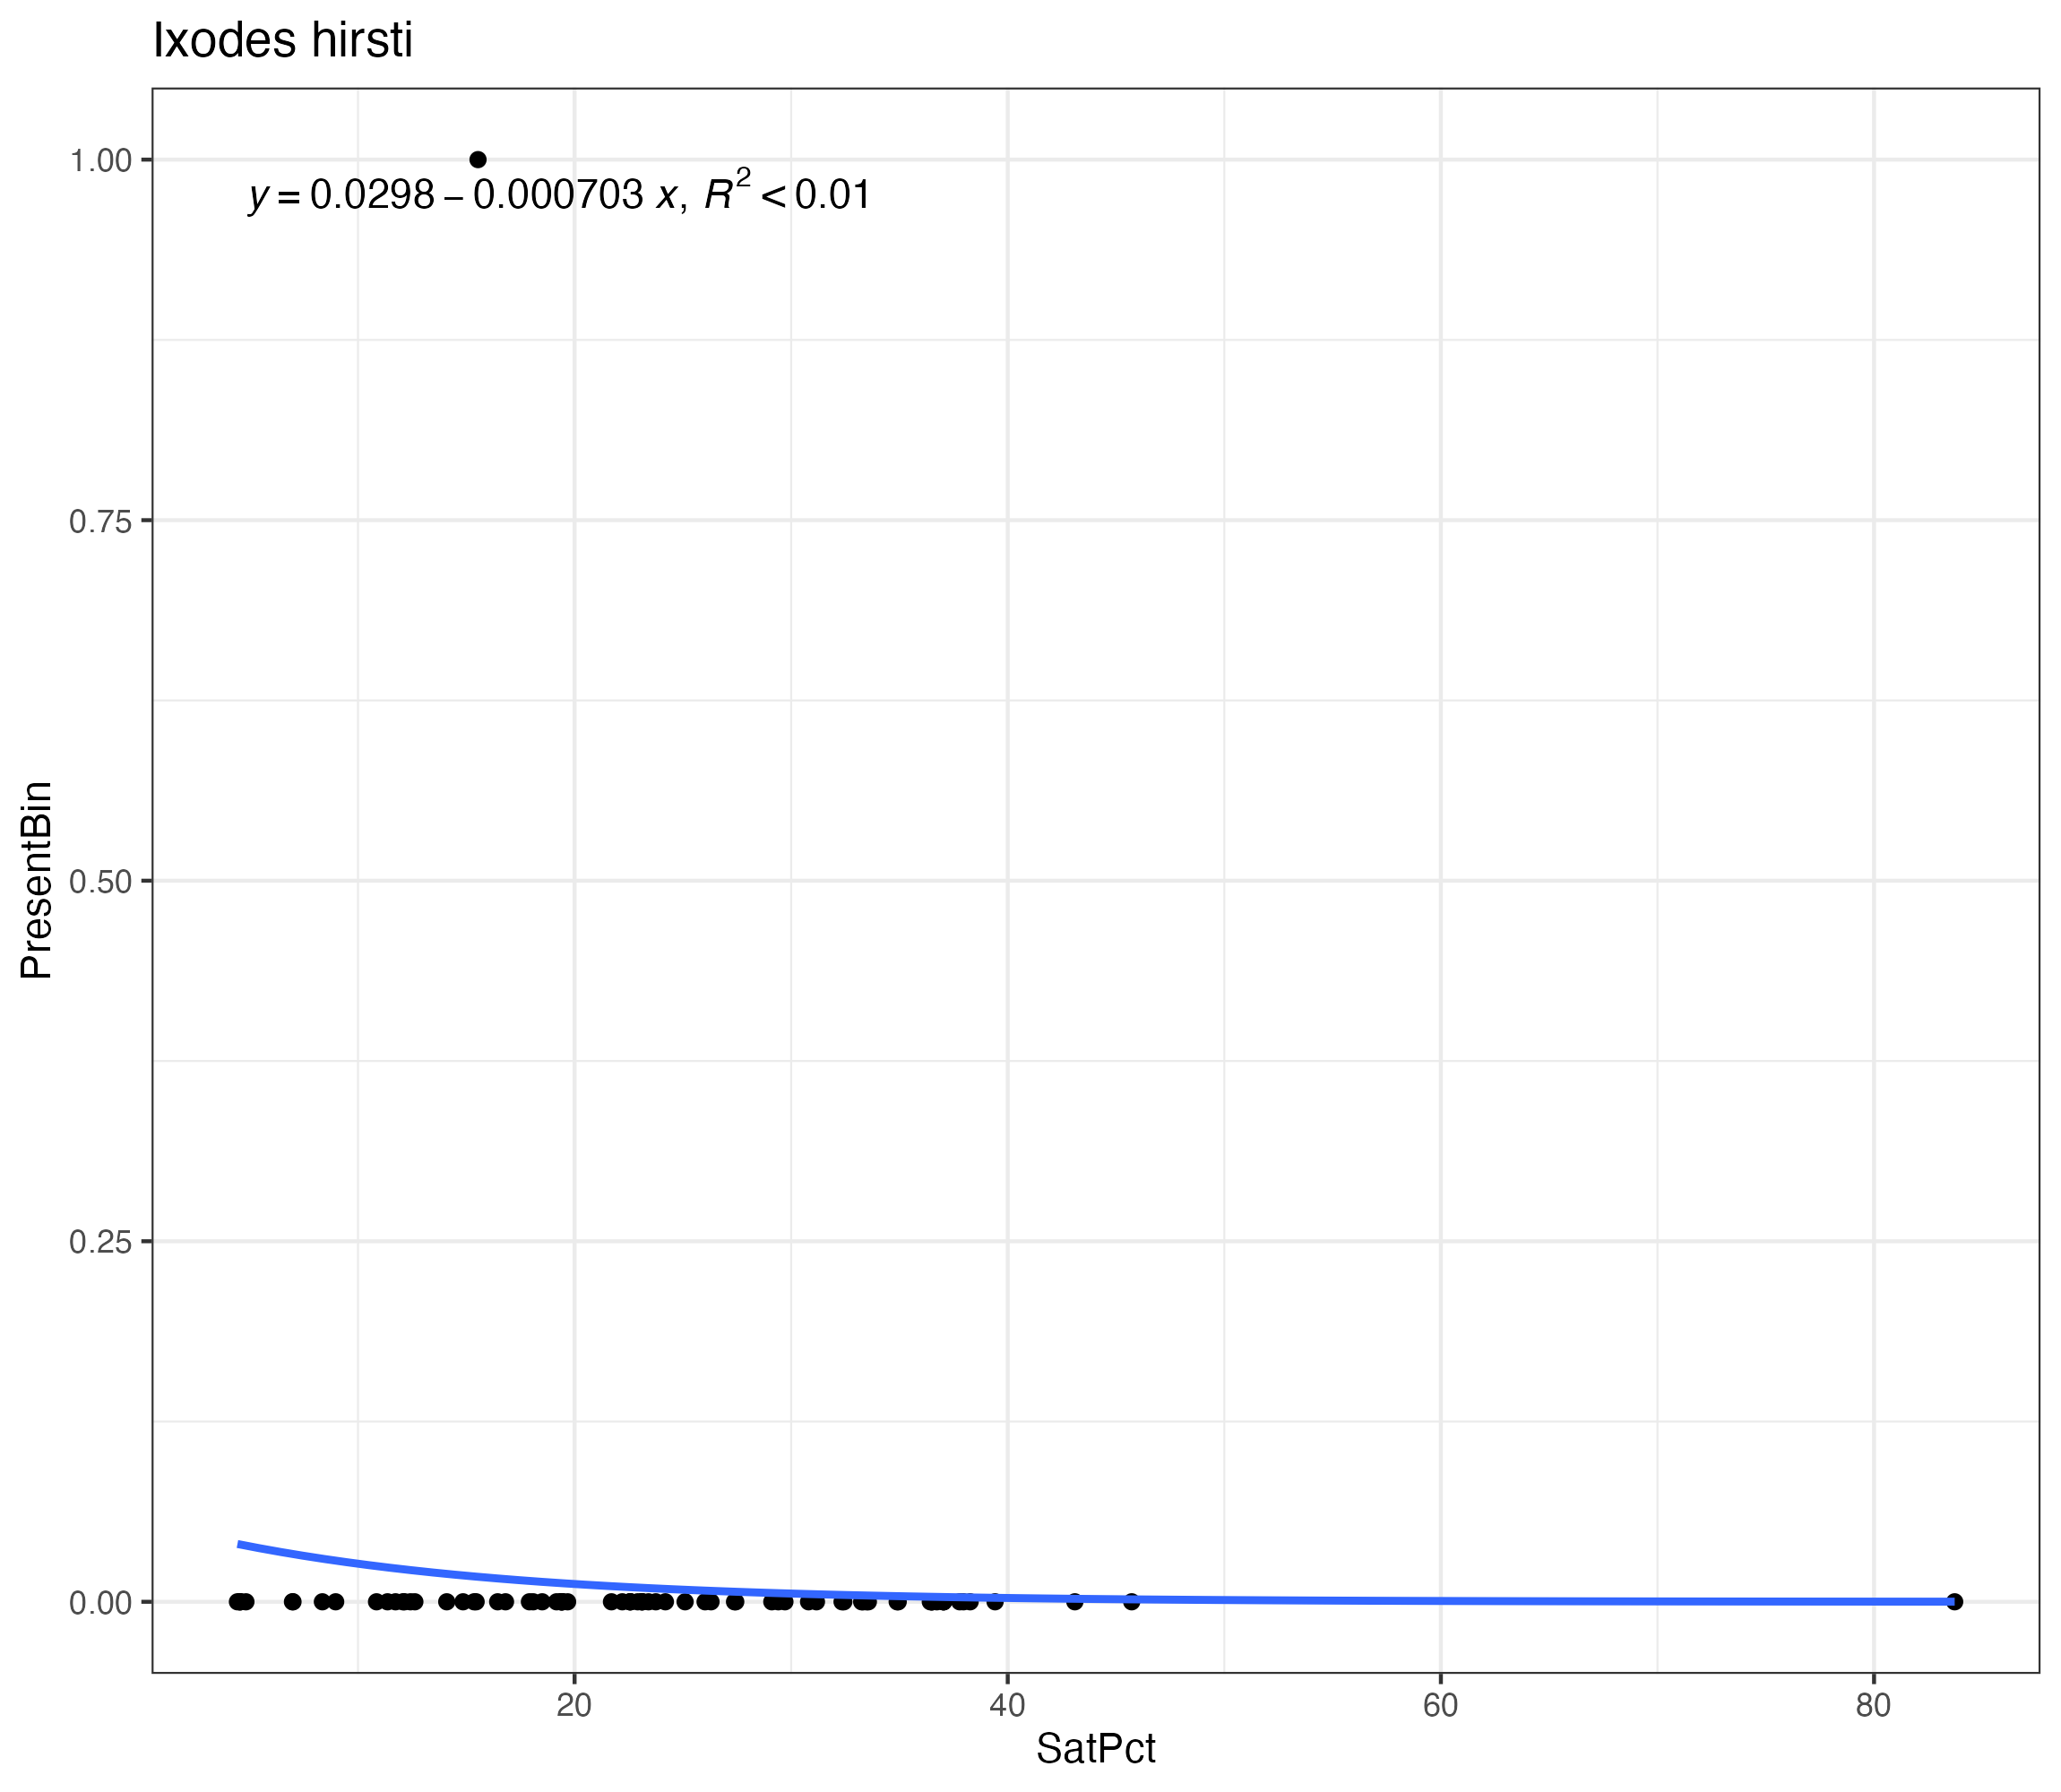 Ixodes hirsti
1.00
y = 0.0298 − 0.000703 x, R² < 0.01
0.75
PresentBin
0.50
0.25
0.00
20 40 60 80
SatPct